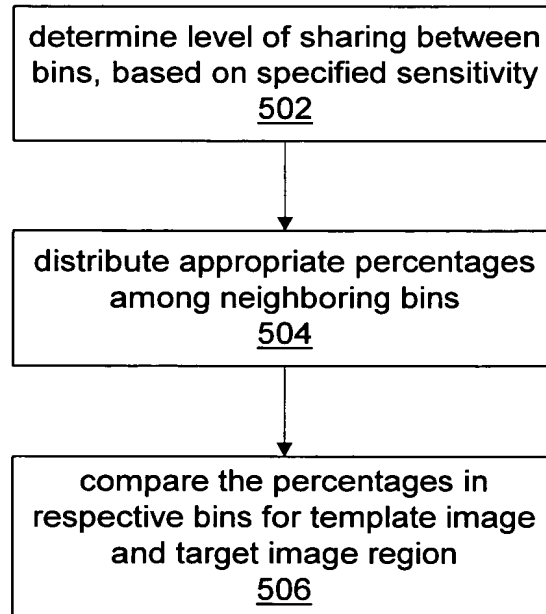 determine level of sharing between
bins, based on specified sensitivity
502
distribute appropriate percentages
among neighboring bins
504
compare the percentages in
respective bins for template image
and target image region
506